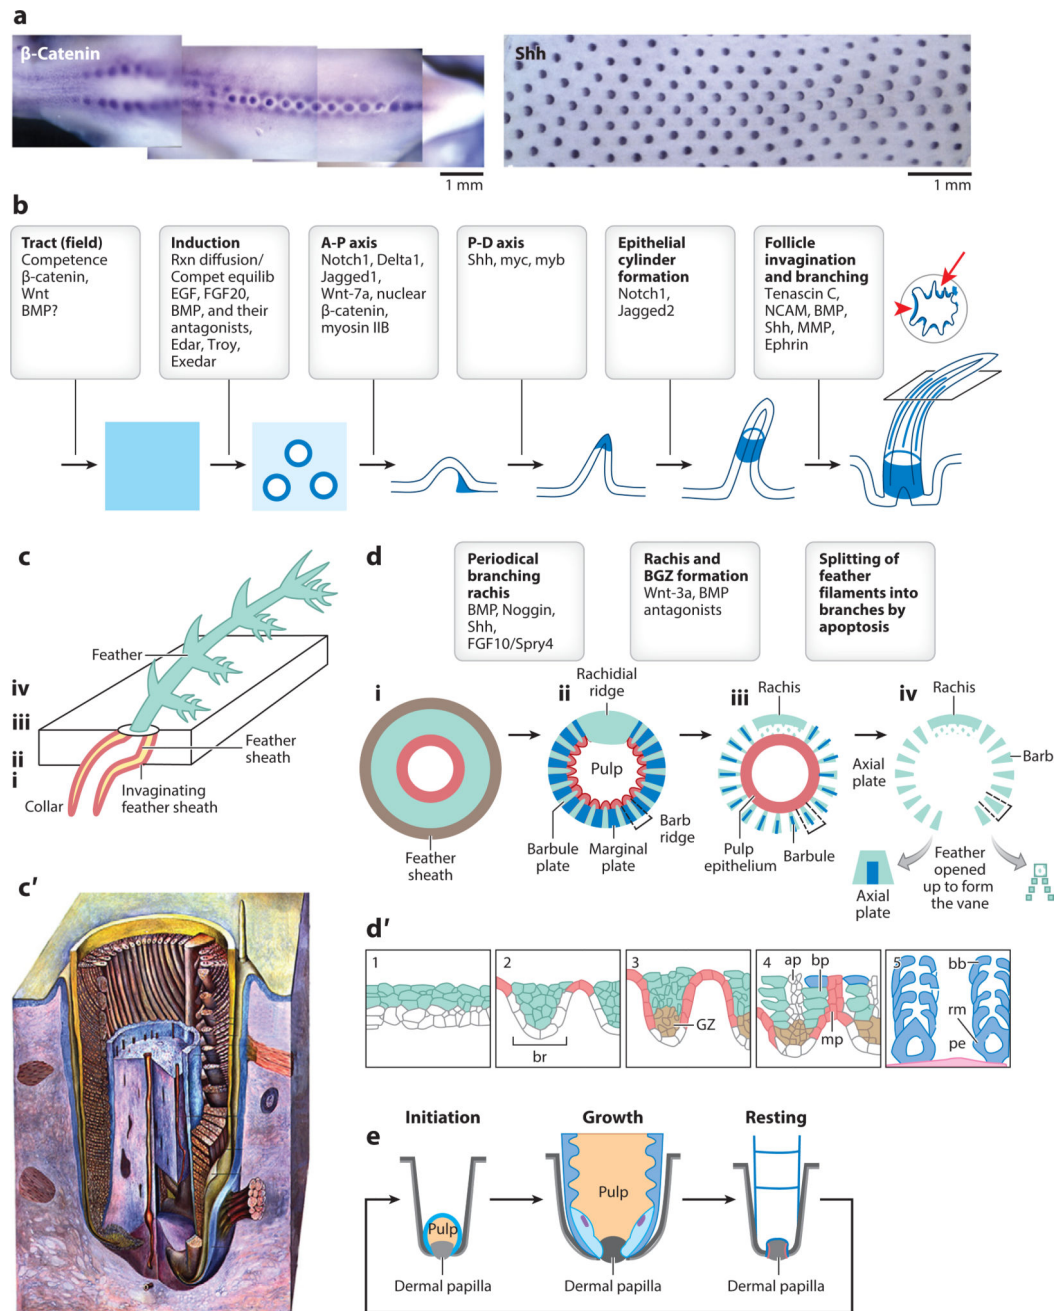 a
β-Catenin
Shh
1 mm
1 mm
b
Tract (field)
Competence
β-catenin,
Wnt
BMP?
Induction
Rxn diffusion/
Compet equilib
EGF, FGF20,
BMP, and their
antagonists,
Edar, Troy,
Exedar
A-P axis
Notch1, Delta1,
Jagged1,
Wnt-7a, nuclear
β-catenin,
myosin IIB
P-D axis
Shh, myc, myb
Epithelial
cylinder
formation
Notch1,
Jagged2
Follicle
invagination
and branching
Tenascin C,
NCAM, BMP,
Shh, MMP,
Ephrin
c
Feather
iv
iii
ii
i
Feather
sheath
Collar
Invaginating
feather sheath
d
Periodical
branching
rachis
BMP, Noggin,
Shh,
FGF10/Spry4
Rachis and
BGZ formation
Wnt-3a, BMP
antagonists
Splitting of
feather
filaments into
branches by
apoptosis
i
Feather
sheath
ii
Rachidial
ridge
Pulp
Barbule
plate
Marginal
plate
Barb
ridge
iii
Rachis
Pulp
epithelium
Barbule
Axial
plate
iv
Rachis
Barb
Axial
plate
Feather
opened
up to form
the vane
c′
d′
1
2
br
3
GZ
4
ap
bp
mp
5
bb
rm
pe
e
Initiation
Pulp
Dermal papilla
Growth
Pulp
Dermal papilla
Resting
Dermal papilla